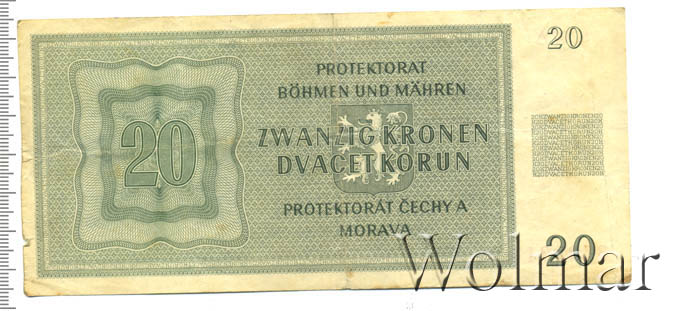 20
PROTEKTORAT
BÖHMEN UND MÄHREN
ZWANZIG KRONEN
DVACET KORUN
20
PROTEKTORÁT ČECHY A
MORAVA
20
Wolmar